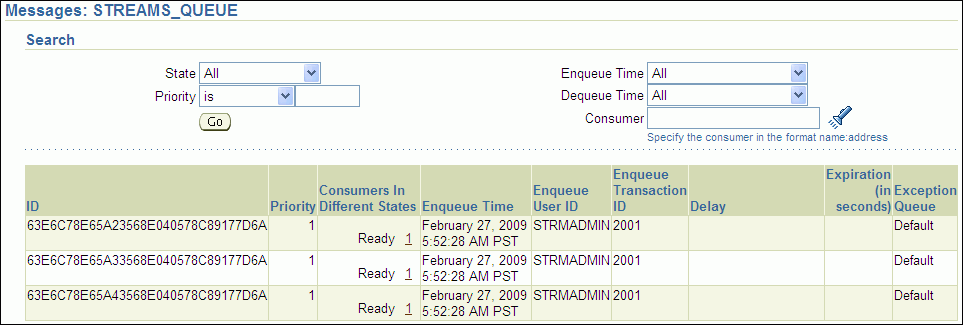 Messages: STREAMS_QUEUE
Search
State All
Priority is
Go
Enqueue Time All
Dequeue Time All
Consumer
Specify the consumer in the format name:address
ID Priority Consumers In Different States Enqueue Time Enqueue User ID Enqueue Transaction ID Delay Expiration (in seconds) Exception Queue
63E6C78E65A23568E040578C89177D6A 1 Ready 1 February 27, 2009 5:52:28 AM PST STRMADMIN 2001 Default
63E6C78E65A33568E040578C89177D6A 1 Ready 1 February 27, 2009 5:52:28 AM PST STRMADMIN 2001 Default
63E6C78E65A43568E040578C89177D6A 1 Ready 1 February 27, 2009 5:52:28 AM PST STRMADMIN 2001 Default